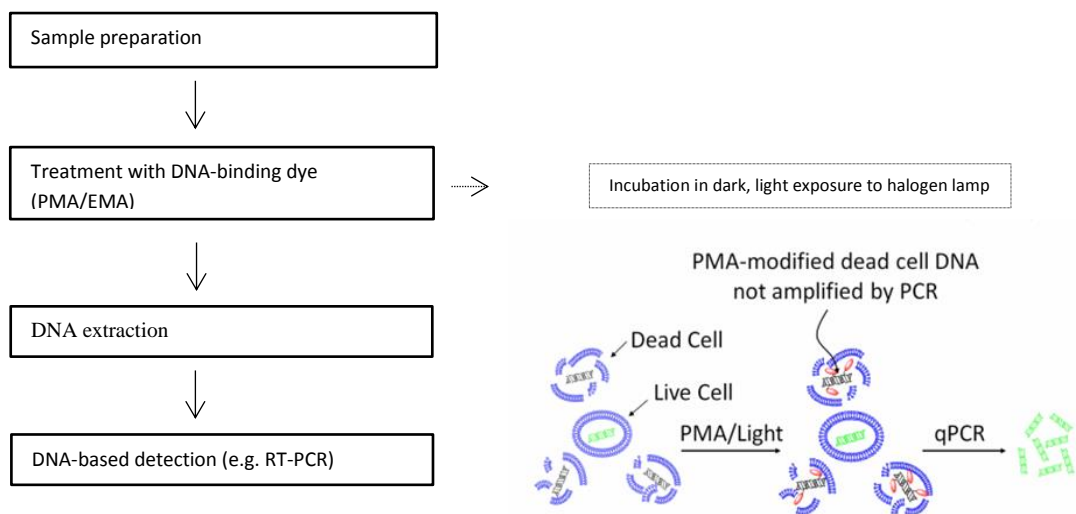 Sample preparation
Treatment with DNA-binding dye
(PMA/EMA)
Incubation in dark, light exposure to halogen lamp
DNA extraction
DNA-based detection (e.g. RT-PCR)
PMA-modified dead cell DNA
not amplified by PCR
Dead Cell
Live Cell
PMA/Light
qPCR